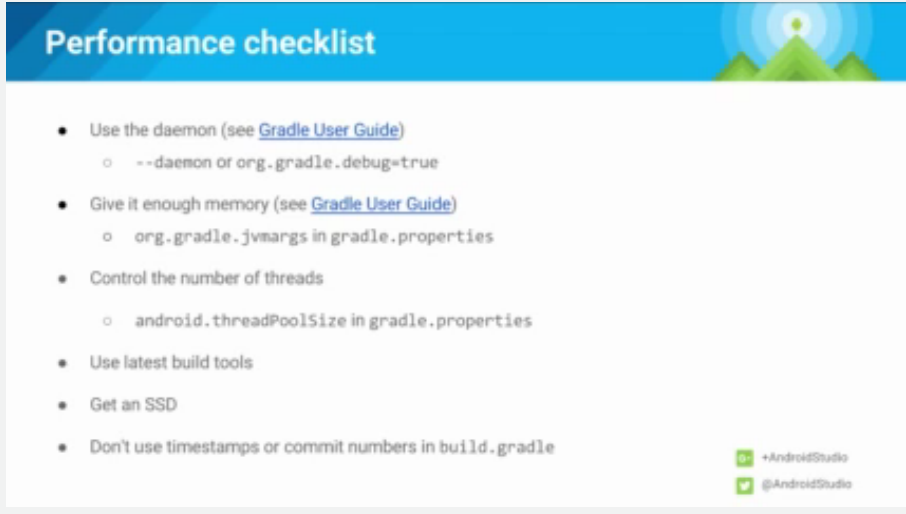 Performance checklist
● Use the daemon (see Gradle User Guide)
○ --daemon or org.gradle.debug=true
● Give it enough memory (see Gradle User Guide)
○ org.gradle.jvmargs in gradle.properties
● Control the number of threads
○ android.threadPoolSize in gradle.properties
● Use latest build tools
● Get an SSD
● Don't use timestamps or commit numbers in build.gradle
G+ +AndroidStudio
@AndroidStudio